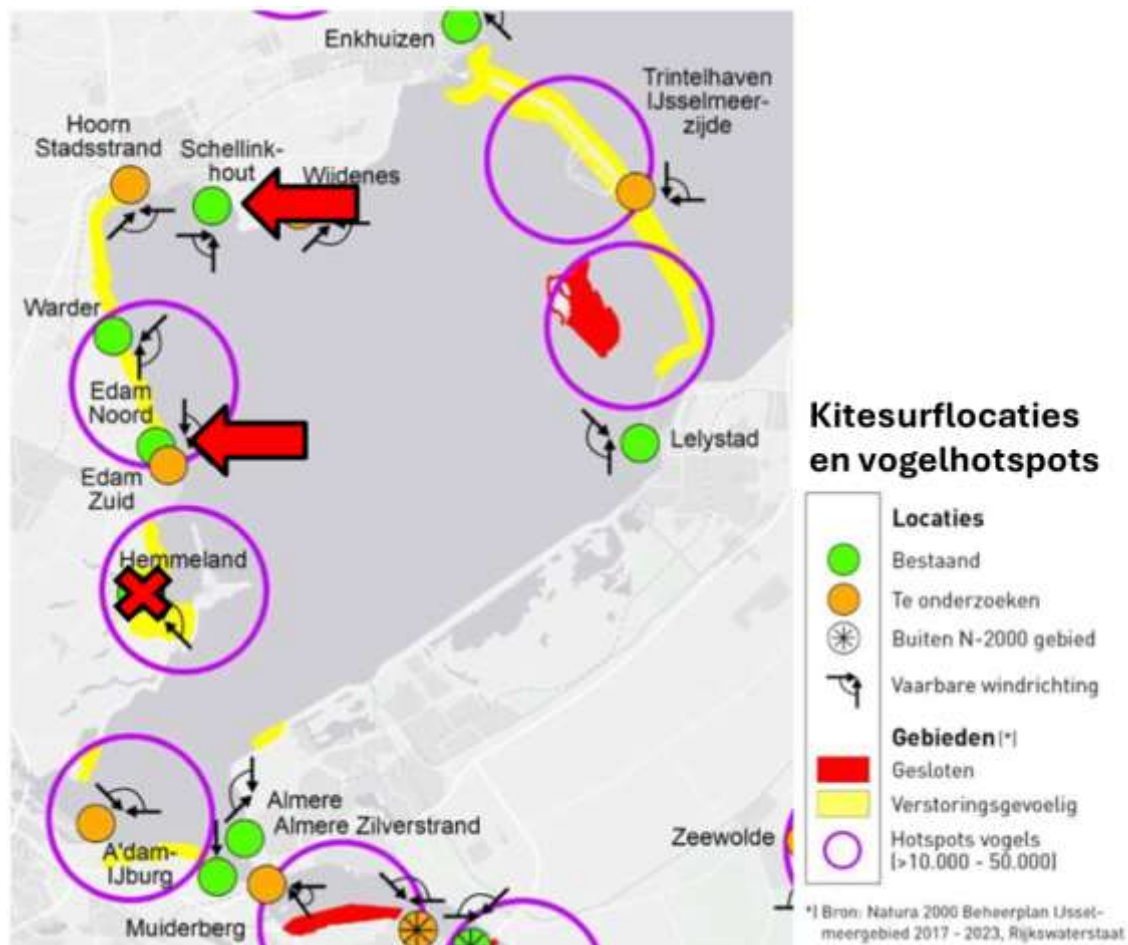 Enkhuizen
Trintelhaven
IJsselmeer-
zijde
Hoorn
Stadsstrand
Schellink-
hout
Wijdenes
Warder
Edam
Noord
Edam
Zuid
Lelystad
Hemmeland
Almere
Almere Zilverstrand
A'dam-
IJburg
Muiderberg
Zeewolde
Kitesurflocaties
en vogelhotspots
Locaties
Bestaand
Te onderzoeken
Buiten N-2000 gebied
Vaarbare windrichting
Gebieden [*]
Gesloten
Verstoringsgevoelig
Hotspots vogels
[>10.000 - 50.000]
*] Bron: Natura 2000 Beheerplan IJssel-
meergebied 2017 - 2023, Rijkswaterstaat